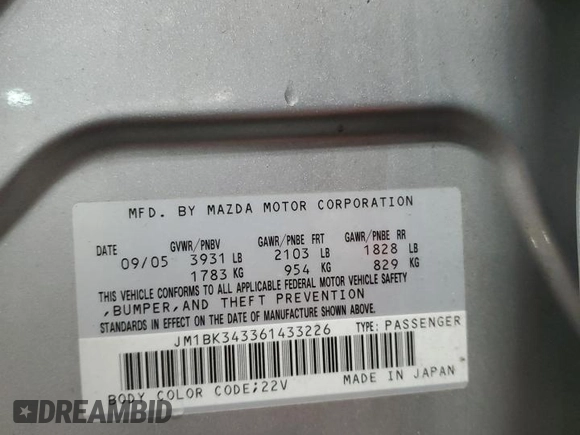 MFD. BY MAZDA MOTOR CORPORATION
DATE GVWR/PNBV GAWR/PNBE FRT GAWR/PNBE RR
09/05 3931 LB 2103 LB 1828 LB
1783 KG 954 KG 829 KG
THIS VEHICLE CONFORMS TO ALL APPLICABLE FEDERAL MOTOR VEHICLE SAFETY
,BUMPER,AND THEFT PREVENTION
STANDARDS IN EFFECT ON THE DATE OF MANUFACTURE SHOWN ABOVE.
JM1BK343361433226 TYPE: PASSENGER
BODY COLOR CODE;22V MADE IN JAPAN
DREAMBID